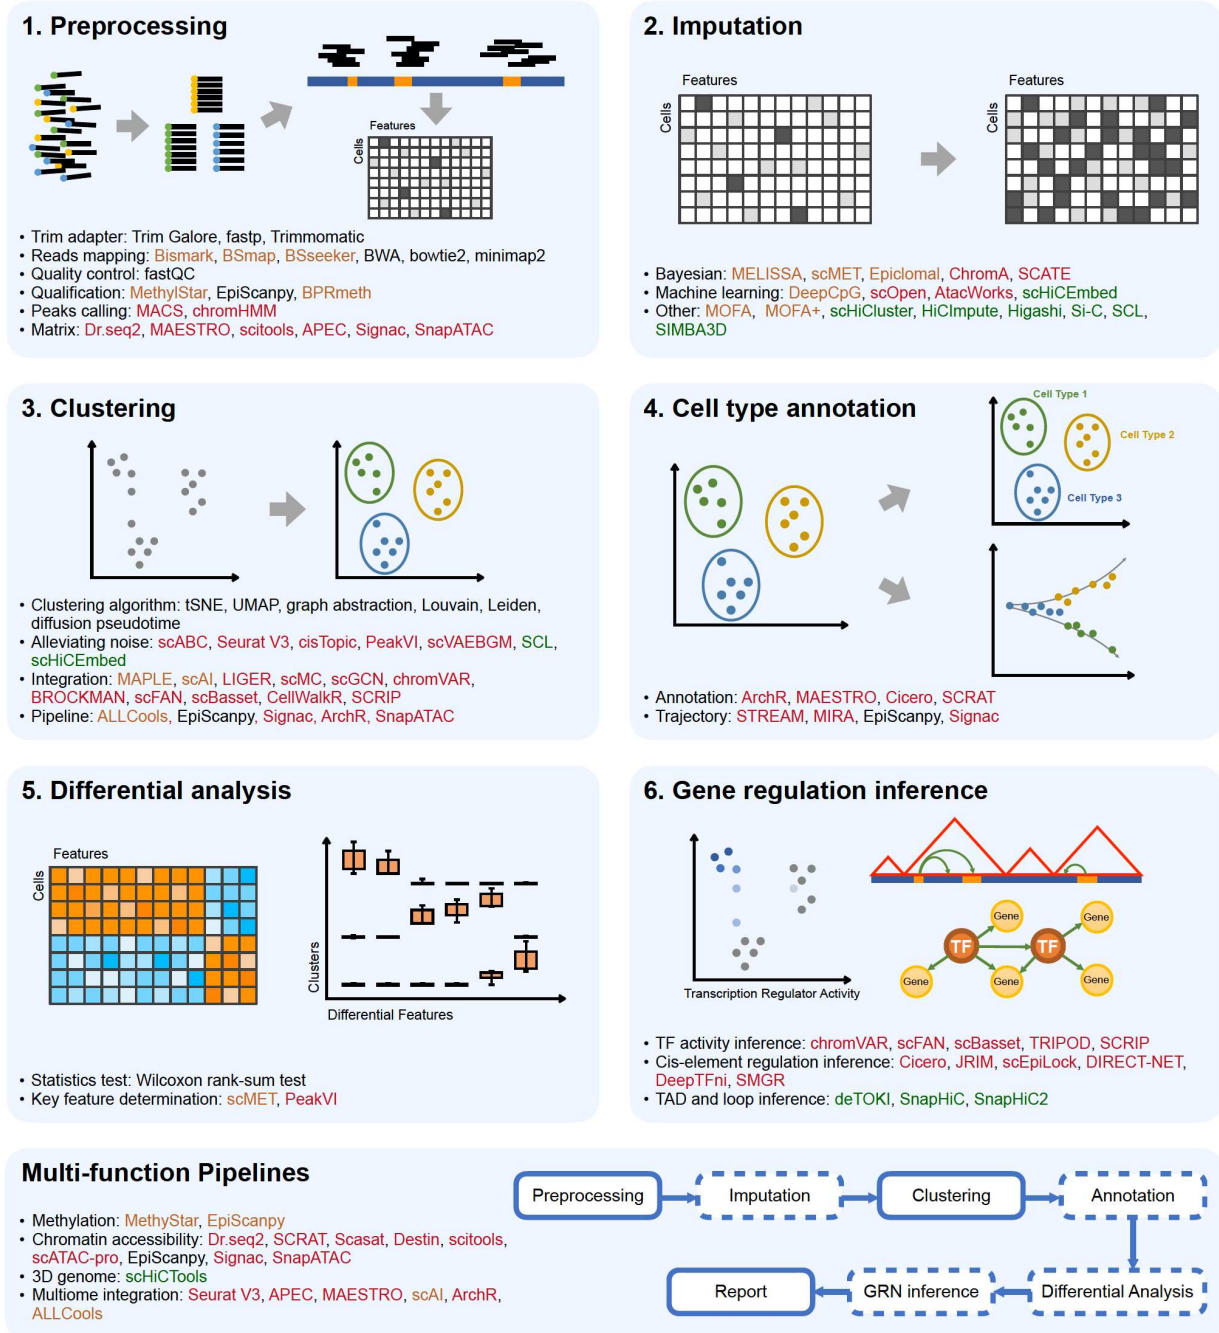 1. Preprocessing
Features
Cells
• Trim adapter: Trim Galore, fastp, Trimmomatic
• Reads mapping: Bismark, BSmap, BSseeker, BWA, bowtie2, minimap2
• Quality control: fastQC
• Qualification: MethylStar, EpiScanpy, BPRmeth
• Peaks calling: MACS, chromHMM
• Matrix: Dr.seq2, MAESTRO, scitools, APEC, Signac, SnapATAC
2. Imputation
Features
Cells
Features
Cells
• Bayesian: MELISSA, scMET, Epiclomal, ChromA, SCATE
• Machine learning: DeepCpG, scOpen, AtacWorks, scHiCEmbed
• Other: MOFA, MOFA+, scHiCluster, HiCImpute, Higashi, Si-C, SCL,
SIMBA3D
3. Clustering
• Clustering algorithm: tSNE, UMAP, graph abstraction, Louvain, Leiden,
diffusion pseudotime
• Alleviating noise: scABC, Seurat V3, cisTopic, PeakVI, scVAEBGM, SCL,
scHiCEmbed
• Integration: MAPLE, scAI, LIGER, scMC, scGCN, chromVAR,
BROCKMAN, scFAN, scBasset, CellWalkR, SCRIP
• Pipeline: ALLCools, EpiScanpy, Signac, ArchR, SnapATAC
4. Cell type annotation
Cell Type 1
Cell Type 2
Cell Type 3
• Annotation: ArchR, MAESTRO, Cicero, SCRAT
• Trajectory: STREAM, MIRA, EpiScanpy, Signac
5. Differential analysis
Features
Cells
Clusters
Differential Features
• Statistics test: Wilcoxon rank-sum test
• Key feature determination: scMET, PeakVI
6. Gene regulation inference
Transcription Regulator Activity
Gene
Gene
TF
TF
Gene
Gene
Gene
• TF activity inference: chromVAR, scFAN, scBasset, TRIPOD, SCRIP
• Cis-element regulation inference: Cicero, JRIM, scEpiLock, DIRECT-NET,
DeepTFni, SMGR
• TAD and loop inference: deTOKI, SnapHiC, SnapHiC2
Multi-function Pipelines
• Methylation: MethyStar, EpiScanpy
• Chromatin accessibility: Dr.seq2, SCRAT, Scasat, Destin, scitools,
scATAC-pro, EpiScanpy, Signac, SnapATAC
• 3D genome: scHiCTools
• Multiome integration: Seurat V3, APEC, MAESTRO, scAI, ArchR,
ALLCools
Preprocessing
Imputation
Clustering
Annotation
Report
GRN inference
Differential Analysis